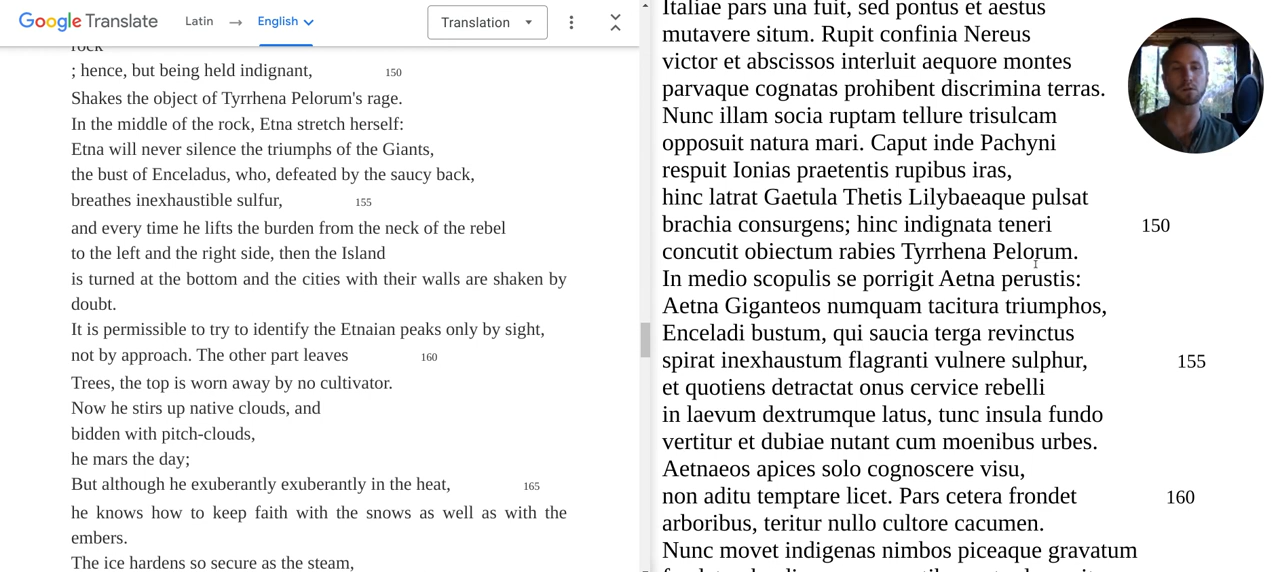 Google Translate
Latin
English
Translation
rock
; hence, but being held indignant, 150
Shakes the object of Tyrrhena Pelorum's rage.
In the middle of the rock, Etna stretch herself:
Etna will never silence the triumphs of the Giants,
the bust of Enceladus, who, defeated by the saucy back,
breathes inexhaustible sulfur, 155
and every time he lifts the burden from the neck of the rebel
to the left and the right side, then the Island
is turned at the bottom and the cities with their walls are shaken by
doubt.
It is permissible to try to identify the Etnaian peaks only by sight,
not by approach. The other part leaves 160
Trees, the top is worn away by no cultivator.
Now he stirs up native clouds, and
bidden with pitch-clouds,
he mars the day;
But although he exuberantly exuberantly in the heat, 165
he knows how to keep faith with the snows as well as with the
embers.
The ice hardens so secure as the steam,
Italiae pars una fuit, sed pontus et aestus
mutavere situm. Rupit confinia Nereus
victor et abscissos interluit aequore montes
parvaque cognatas prohibent discrimina terras.
Nunc illam socia ruptam tellure trisulcam
opposuit natura mari. Caput inde Pachyni
respuit Ionias praetentis rupibus iras,
hinc latrat Gaetula Thetis Lilybaeaque pulsat
brachia consurgens; hinc indignata teneri 150
concutit obiectum rabies Tyrrhena Pelorum.
In medio scopulis se porrigit Aetna perustis:
Aetna Giganteos numquam tacitura triumphos,
Enceladi bustum, qui saucia terga revinctus
spirat inexhaustum flagranti vulnere sulphur, 155
et quotiens detractat onus cervice rebelli
in laevum dextrumque latus, tunc insula fundo
vertitur et dubiae nutant cum moenibus urbes.
Aetnaeos apices solo cognoscere visu,
non aditu temptare licet. Pars cetera frondet 160
arboribus, teritur nullo cultore cacumen.
Nunc movet indigenas nimbos piceaque gravatum